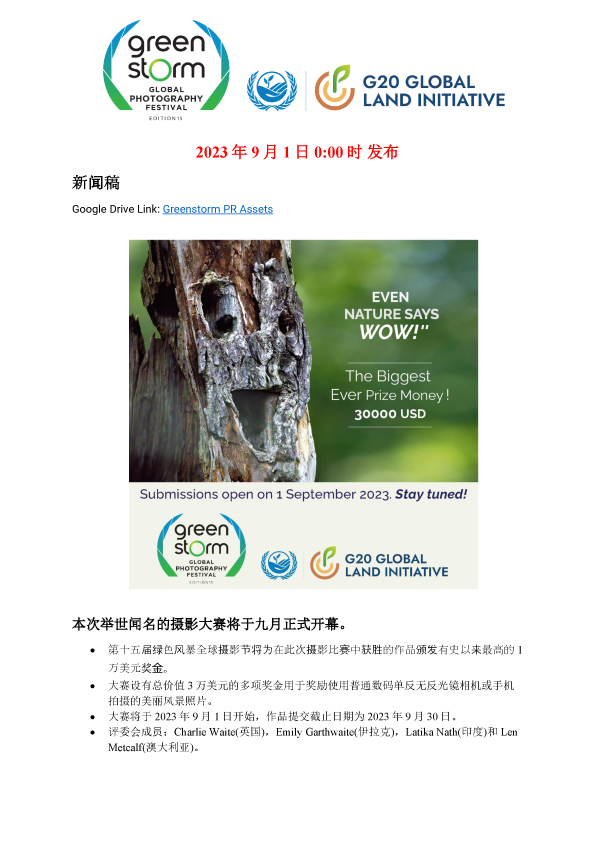 green
storm
GLOBAL
PHOTOGRAPHY
FESTIVAL
EDITION 15
G20 GLOBAL
LAND INITIATIVE
2023 年 9 月 1 日 0:00 时 发布
新闻稿
Google Drive Link: Greenstorm PR Assets
EVEN
NATURE SAYS
WOW!"
The Biggest
Ever Prize Money !
30000 USD
Submissions open on 1 September 2023. Stay tuned!
green
storm
GLOBAL
PHOTOGRAPHY
FESTIVAL
EDITION 15
G20 GLOBAL
LAND INITIATIVE
本次举世闻名的摄影大赛将于九月正式开幕。
• 第十五届绿色风暴全球摄影节将为在此次摄影比赛中获胜的作品颁发有史以来最高的 1
万美元奖金。
• 大赛设有总价值 3 万美元的多项奖金用于奖励使用普通数码单反无反光镜相机或手机
拍摄的美丽风景照片。
• 大赛将于 2023 年 9 月 1 日开始，作品提交截止日期为 2023 年 9 月 30 日。
• 评委会成员：Charlie Waite(英国)，Emily Garthwaite(伊拉克)，Latika Nath(印度)和 Len
Metcalf(澳大利亚)。